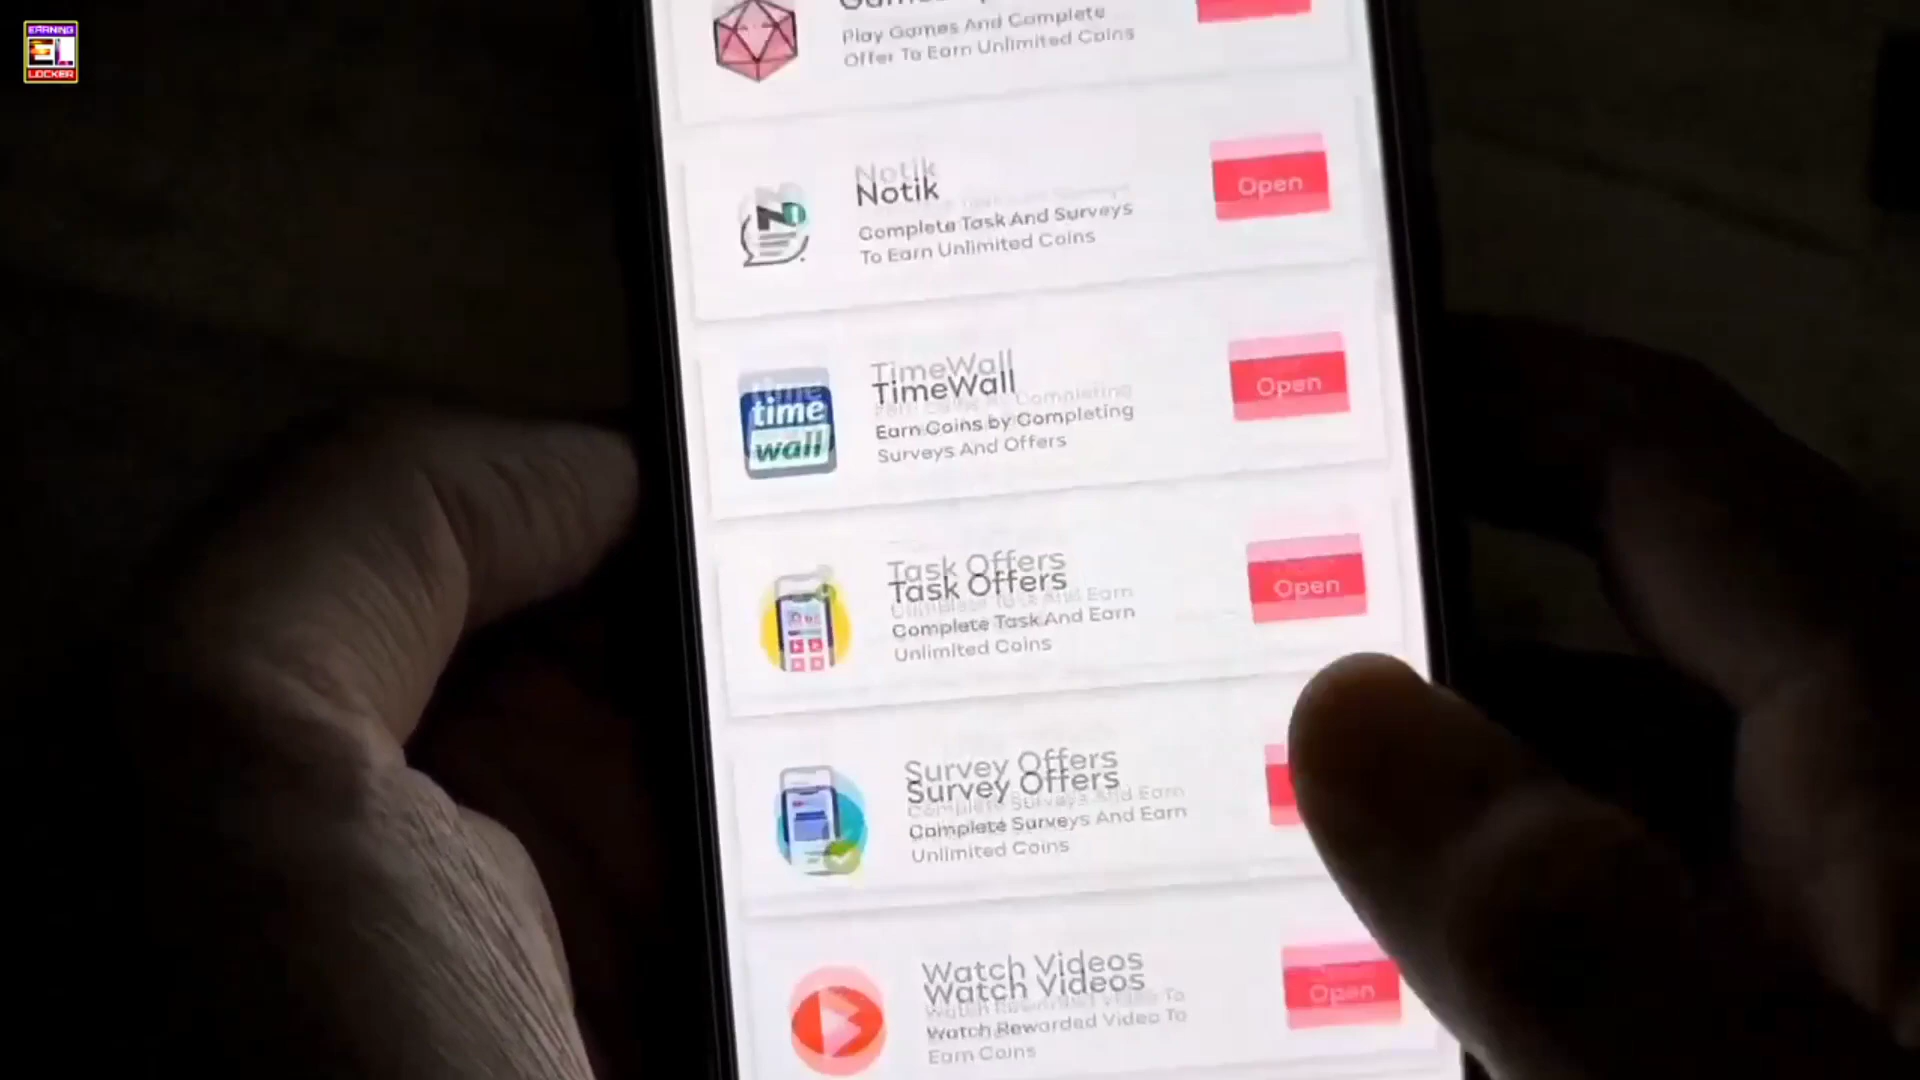 EARNING
EL
LOCKER
Play Games And Complete
Offer To Earn Unlimited Coins
Notik
Complete Task And Surveys
To Earn Unlimited Coins
Open
time
wall
TimeWall
Earn Coins by Completing
Surveys And Offers
Open
Task Offers
Complete Task And Earn
Unlimited Coins
Open
Survey Offers
Complete Surveys And Earn
Unlimited Coins
Watch Videos
Watch Rewarded Video To
Earn Coins
Open